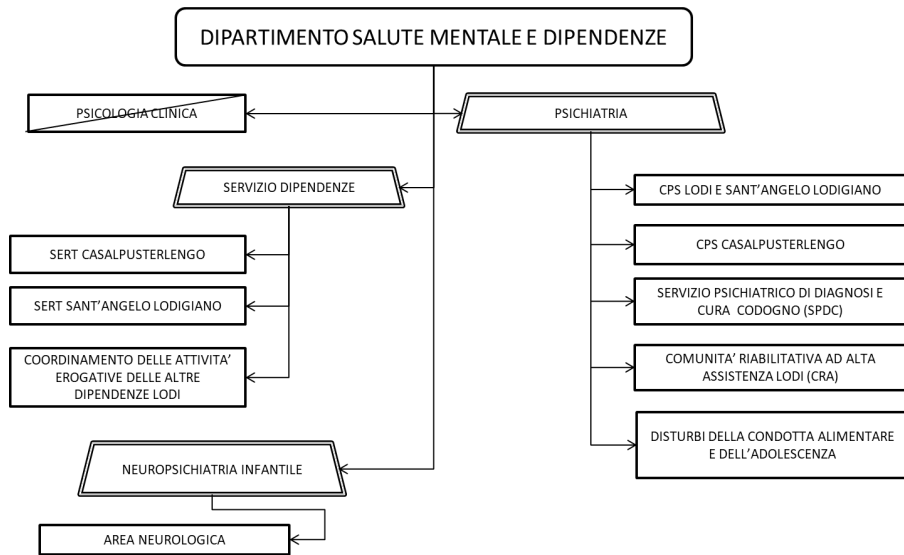 DIPARTIMENTO SALUTE MENTALE E DIPENDENZE
PSICOLOGIA CLINICA
PSICHIATRIA
SERVIZIO DIPENDENZE
CPS LODI E SANT’ANGELO LODIGIANO
SERT CASALPUSTERLENGO
CPS CASALPUSTERLENGO
SERT SANT’ANGELO LODIGIANO
SERVIZIO PSICHIATRICO DI DIAGNOSI E
CURA CODOGNO (SPDC)
COORDINAMENTO DELLE ATTIVITA’
EROGATIVE DELLE ALTRE
DIPENDENZE LODI
COMUNITA’ RIABILITATIVA AD ALTA
ASSISTENZA LODI (CRA)
DISTURBI DELLA CONDOTTA ALIMENTARE
E DELL’ADOLESCENZA
NEUROPSICHIATRIA INFANTILE
AREA NEUROLOGICA